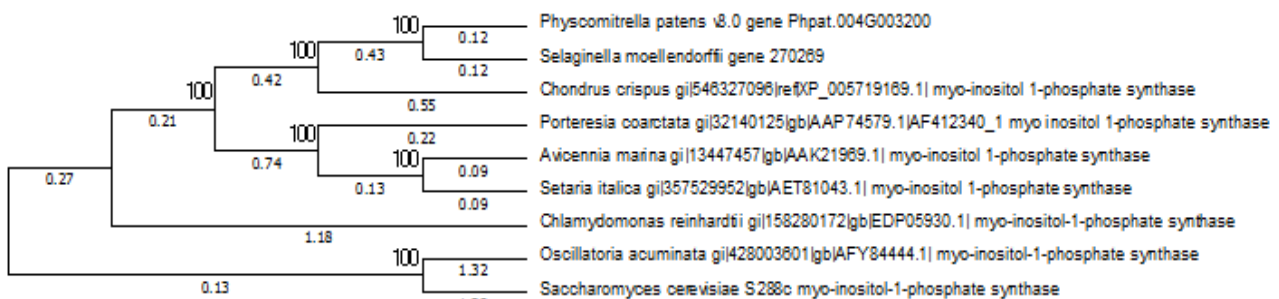 100 Physcomitrella patens v3.0 gene Phpat.004G003200
0.12
100 0.43 Selaginella moellendorffii gene 270269
0.42 0.12
100 Chondrus crispus gi|546327096|ref|XP_005719169.1| myo-inositol 1-phosphate synthase
0.55
0.21 100 Porteresia coarctata gi|32140125|gb|AAP74579.1|AF412340_1 myo inositol 1-phosphate synthase
0.22
0.74 100 Avicennia marina gi|13447457|gb|AAK21969.1| myo-inositol 1-phosphate synthase
0.27 0.13 0.09
Setaria italica gi|357529952|gb|AET81043.1| myo-inositol 1-phosphate synthase
0.09
Chlamydomonas reinhardtii gi|158280172|gb|EDP05930.1| myo-inositol-1-phosphate synthase
1.18
100 Oscillatoria acuminata gi|428003601|gb|AFY84444.1| myo-inositol-1-phosphate synthase
1.32
0.13 Saccharomyces cerevisiae S288c myo-inositol-1-phosphate synthase